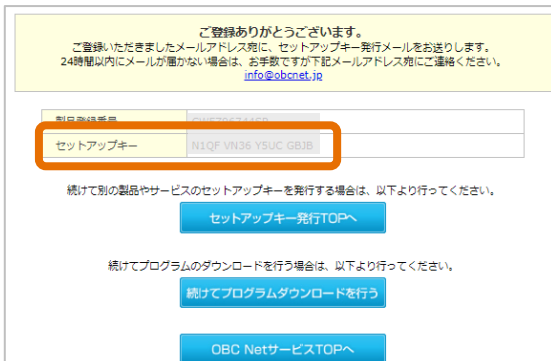 ご登録ありがとうございます。
ご登録いただきましたメールアドレス宛に、セットアップキー発行メールをお送りします。
24時間以内にメールが届かない場合は、お手数ですが下記メールアドレス宛にご連絡ください。
info@obcnet.jp
製品登録番号
セットアップキー N1QF VN36 Y5UC GBJB
続けて別の製品やサービスのセットアップキーを発行する場合は、以下より行ってください。
セットアップキー発行TOPへ
続けてプログラムのダウンロードを行う場合は、以下より行ってください。
続けてプログラムダウンロードを行う
OBC NetサービスTOPへ